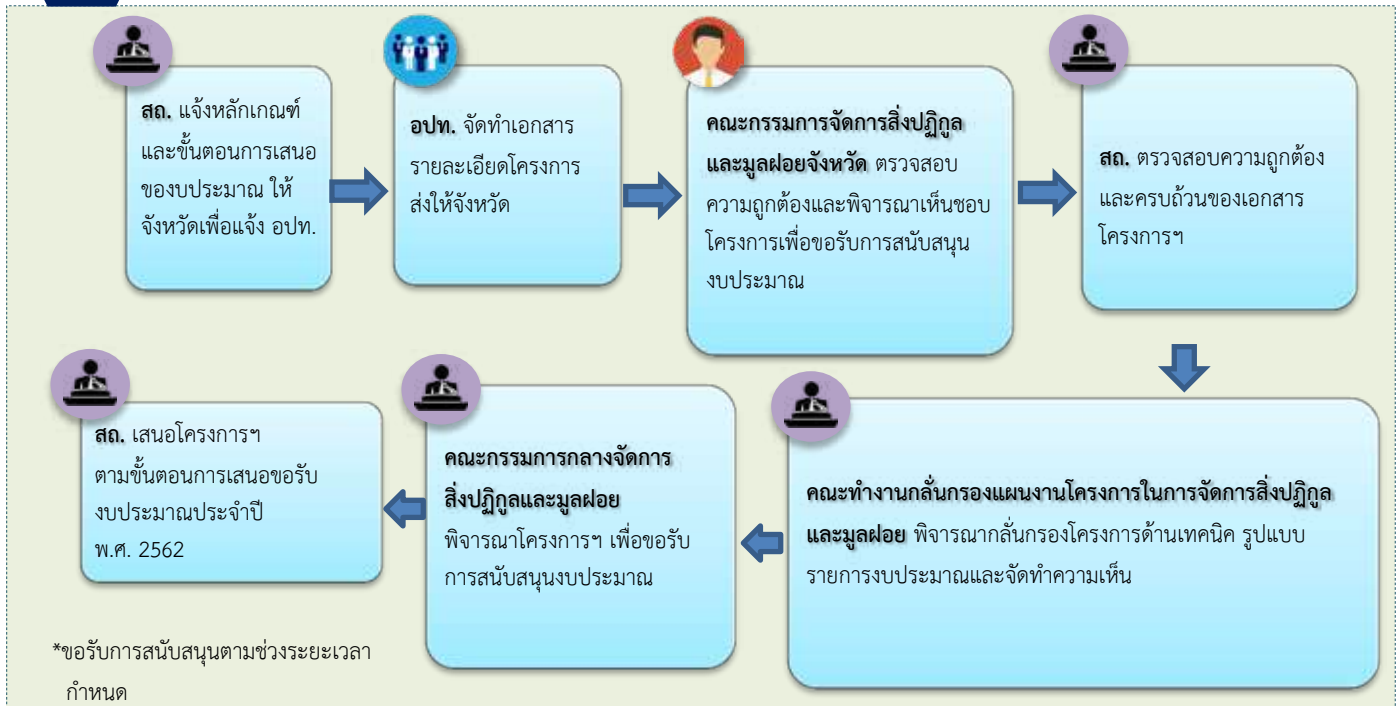 สถ. แจ้งหลักเกณฑ์
และขั้นตอนการเสนอ
ของบประมาณ ให้
จังหวัดเพื่อแจ้ง อปท.
อปท. จัดทำเอกสาร
รายละเอียดโครงการ
ส่งให้จังหวัด
คณะกรรมการจัดการสิ่งปฏิกูล
และมูลฝอยจังหวัด ตรวจสอบ
ความถูกต้องและพิจารณาเห็นชอบ
โครงการเพื่อขอรับการสนับสนุน
งบประมาณ
สถ. ตรวจสอบความถูกต้อง
และครบถ้วนของเอกสาร
โครงการฯ
คณะทำงานกลั่นกรองแผนงานโครงการในการจัดการสิ่งปฏิกูล
และมูลฝอย พิจารณากลั่นกรองโครงการด้านเทคนิค รูปแบบ
รายการงบประมาณและจัดทำความเห็น
คณะกรรมการกลางจัดการ
สิ่งปฏิกูลและมูลฝอย
พิจารณาโครงการฯ เพื่อขอรับ
การสนับสนุนงบประมาณ
สถ. เสนอโครงการฯ
ตามขั้นตอนการเสนอขอรับ
งบประมาณประจำปี
พ.ศ. 2562
*ขอรับการสนับสนุนตามช่วงระยะเวลา
กำหนด